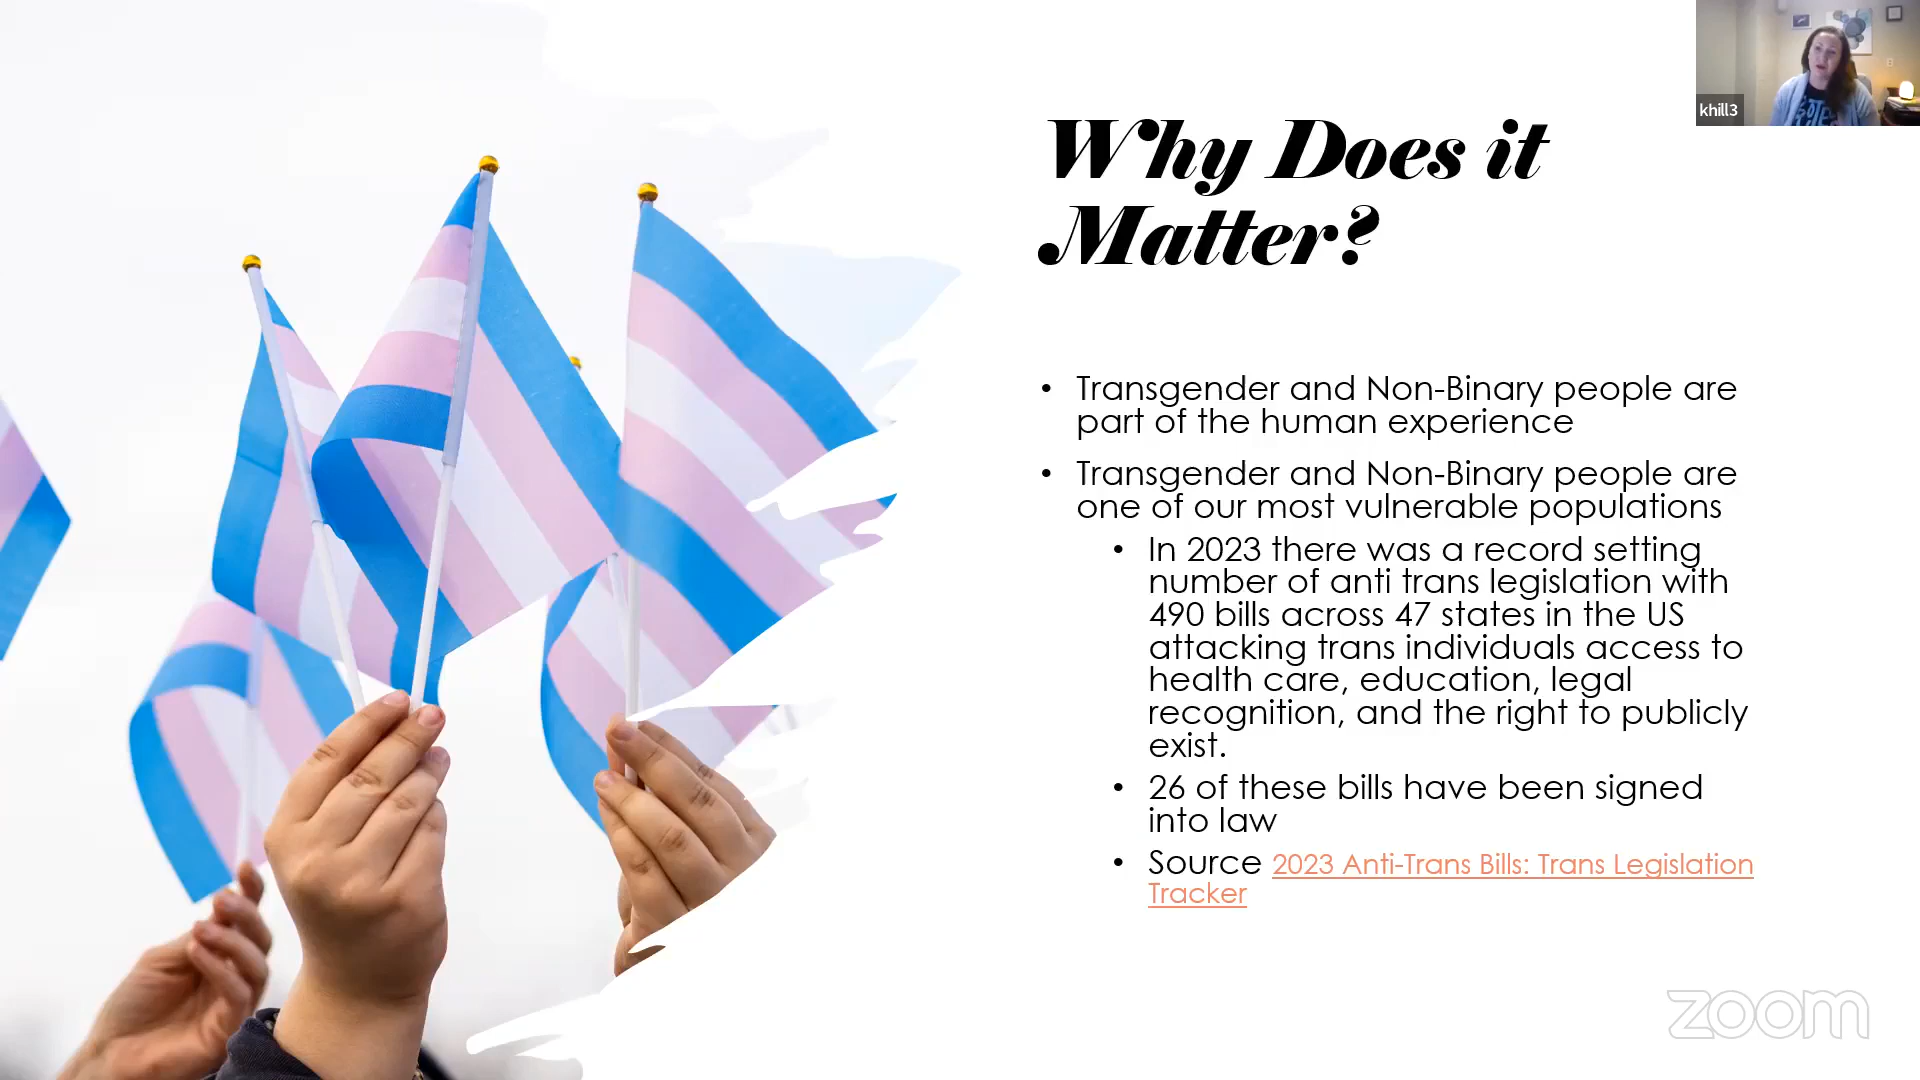 khill3
Why Does it
Matter?
• Transgender and Non-Binary people are
part of the human experience
• Transgender and Non-Binary people are
one of our most vulnerable populations
• In 2023 there was a record setting
number of anti trans legislation with
490 bills across 47 states in the US
attacking trans individuals access to
health care, education, legal
recognition, and the right to publicly
exist.
• 26 of these bills have been signed
into law
• Source 2023 Anti-Trans Bills: Trans Legislation
Tracker
zoom